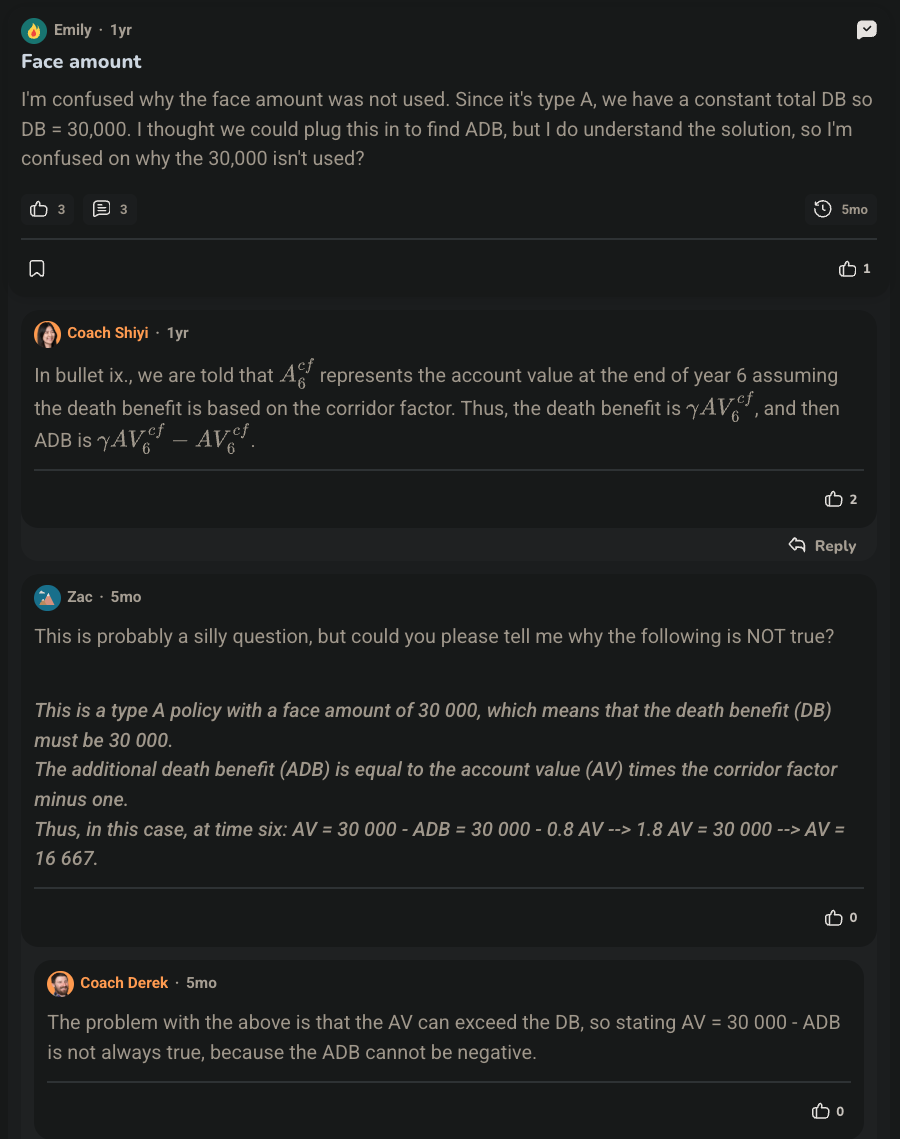 Emily · 1yr
Face amount
I'm confused why the face amount was not used. Since it's type A, we have a constant total DB so
DB = 30,000. I thought we could plug this in to find ADB, but I do understand the solution, so I'm
confused on why the 30,000 isn't used?
3 3 5mo
1
Coach Shiyi · 1yr
In bullet ix., we are told that $A_6^{cf}$ represents the account value at the end of year 6 assuming
the death benefit is based on the corridor factor. Thus, the death benefit is $\gamma AV_6^{cf}$, and then
ADB is $\gamma AV_6^{cf} - AV_6^{cf}$.
2
Reply
Zac · 5mo
This is probably a silly question, but could you please tell me why the following is NOT true?
This is a type A policy with a face amount of 30 000, which means that the death benefit (DB)
must be 30 000.
The additional death benefit (ADB) is equal to the account value (AV) times the corridor factor
minus one.
Thus, in this case, at time six: AV = 30 000 - ADB = 30 000 - 0.8 AV --> 1.8 AV = 30 000 --> AV =
16 667.
0
Coach Derek · 5mo
The problem with the above is that the AV can exceed the DB, so stating AV = 30 000 - ADB
is not always true, because the ADB cannot be negative.
0